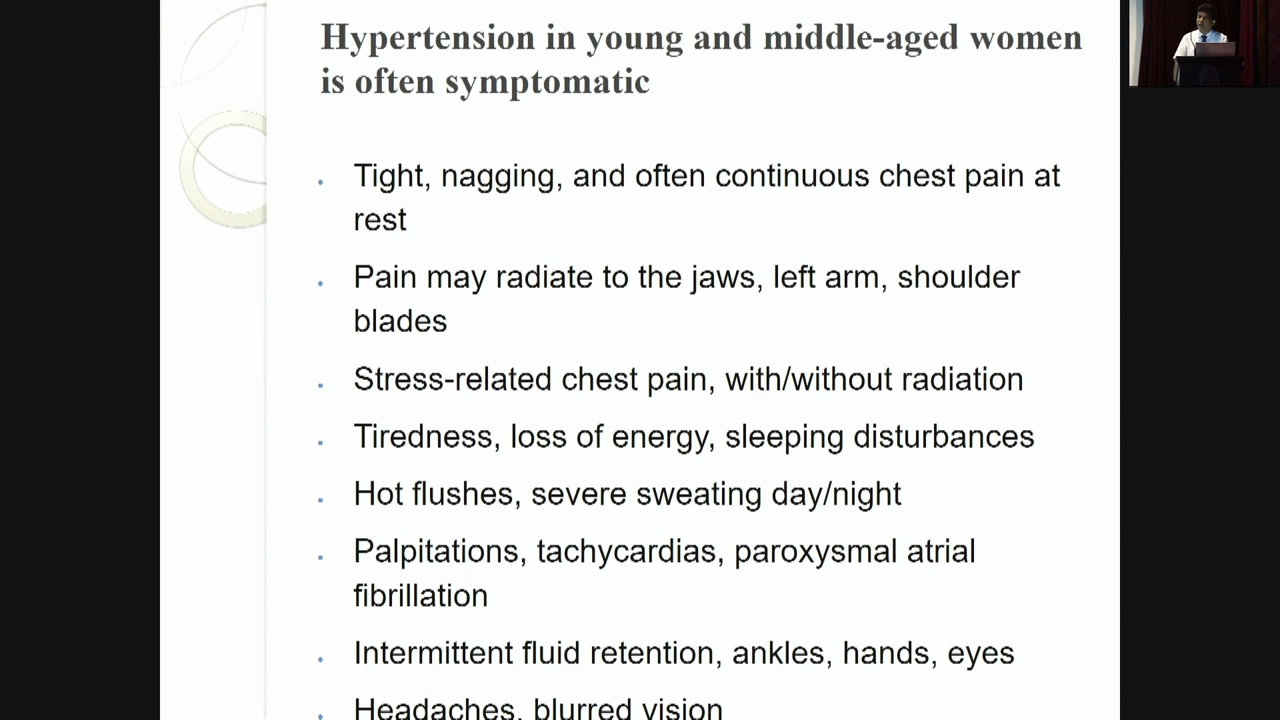 Hypertension in young and middle-aged women
is often symptomatic
. Tight, nagging, and often continuous chest pain at
rest
. Pain may radiate to the jaws, left arm, shoulder
blades
. Stress-related chest pain, with/without radiation
. Tiredness, loss of energy, sleeping disturbances
. Hot flushes, severe sweating day/night
. Palpitations, tachycardias, paroxysmal atrial
fibrillation
. Intermittent fluid retention, ankles, hands, eyes
. Headaches, blurred vision